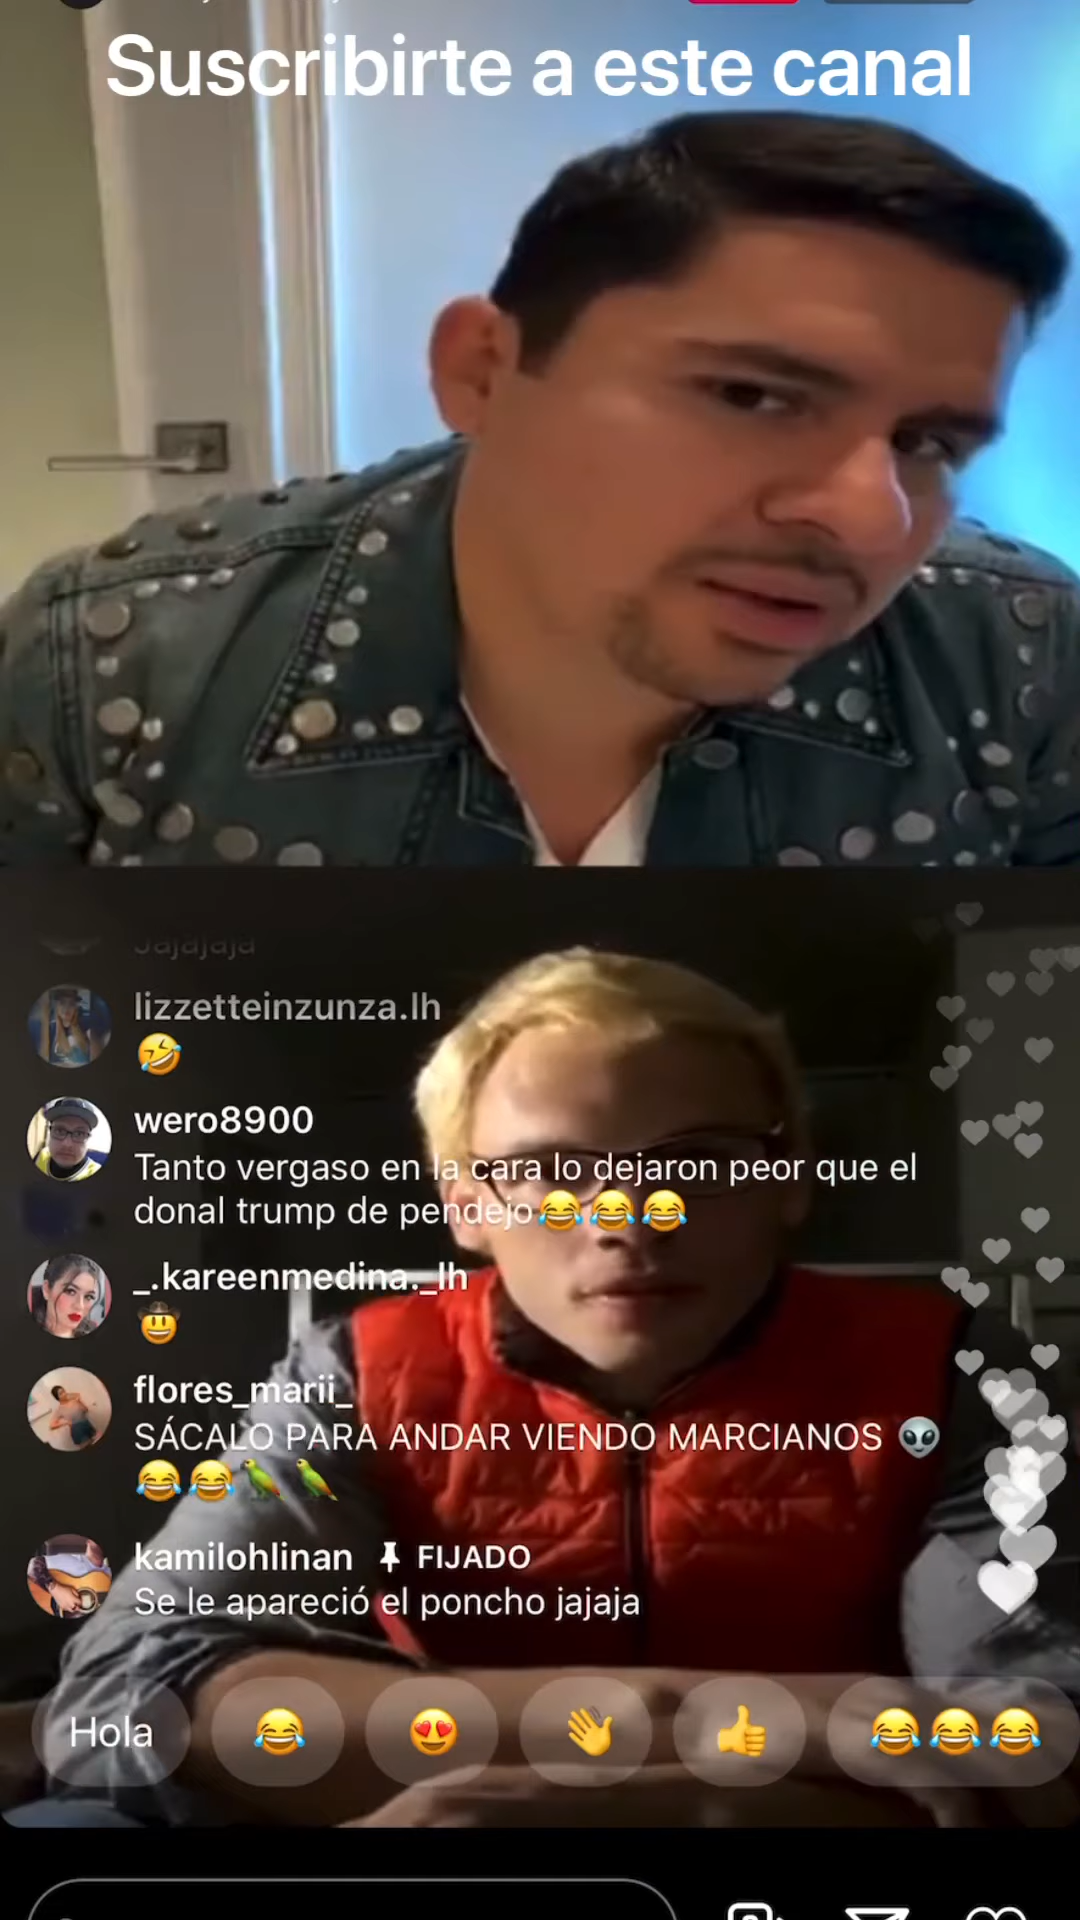 Suscribirte a este canal
Jajajaja
lizzetteinzunza.lh
🤣
wero8900
Tanto vergaso en la cara lo dejaron peor que el
donal trump de pendejo😂😂😂
_.kareenmedina._lh
🤠
flores_marii_
SÁCALO PARA ANDAR VIENDO MARCIANOS 👽
😂😂🦜🦜
kamilohlinan 📌 FIJADO
Se le apareció el poncho jajaja
Hola 😂 😍 👋 👍 😂😂😂